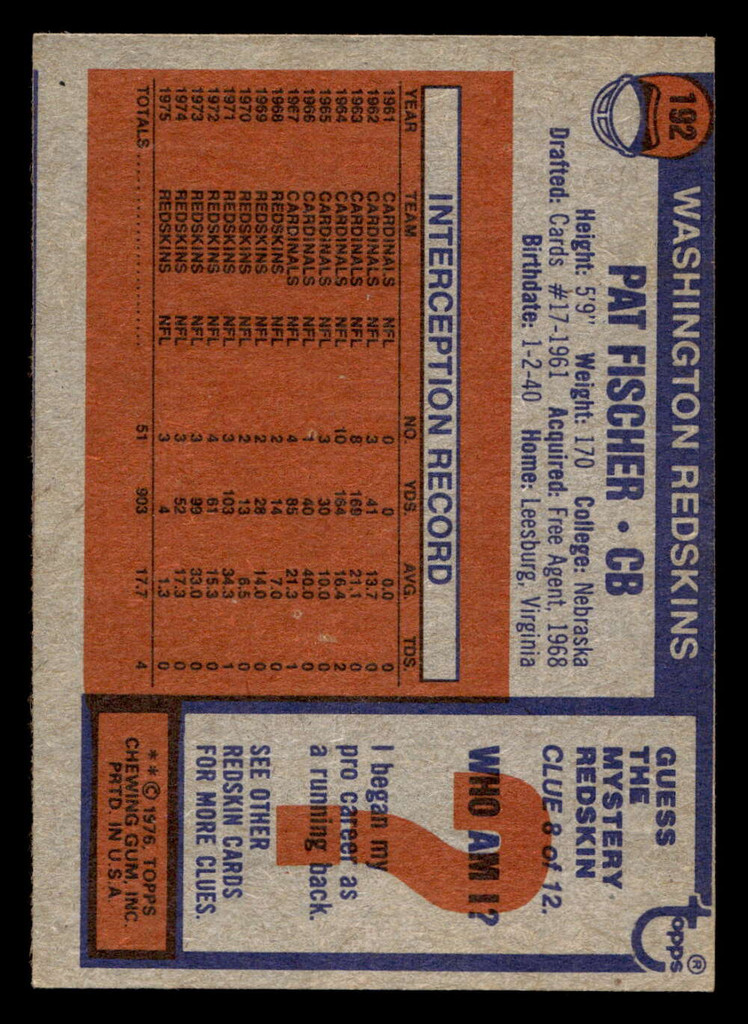 192
WASHINGTON REDSKINS
PAT FISCHER • CB
Height: 5'9" Weight: 170 College: Nebraska
Drafted: Cards #17-1961 Acquired: Free Agent, 1968
Birthdate: 1-2-40 Home: Leesburg, Virginia
INTERCEPTION RECORD
YEAR TEAM NO. YDS. AVG. TDS.
1961 CARDINALS NFL 0 0 0.0 0
1962 CARDINALS NFL 3 41 13.7 0
1963 CARDINALS NFL 8 169 21.1 0
1964 CARDINALS NFL 10 164 16.4 2
1965 CARDINALS NFL 3 30 10.0 0
1966 CARDINALS NFL 1 40 40.0 0
1967 CARDINALS NFL 4 85 21.3 1
1968 REDSKINS NFL 2 14 7.0 0
1969 REDSKINS NFL 2 28 14.0 0
1970 REDSKINS NFL 2 13 6.5 0
1971 REDSKINS NFL 3 103 34.3 1
1972 REDSKINS NFL 4 61 15.3 0
1973 REDSKINS NFL 3 99 33.0 0
1974 REDSKINS NFL 3 52 17.3 0
1975 REDSKINS NFL 3 4 1.3 0
TOTALS 51 903 17.7 4
topps®
GUESS
THE
MYSTERY
REDSKIN
CLUE 8 of 12.
?
WHO AM I?
I began my
pro career as
a running back.
SEE OTHER
REDSKIN CARDS
FOR MORE CLUES.
**© 1976, TOPPS
CHEWING GUM, INC.
PRTD. IN U.S.A.